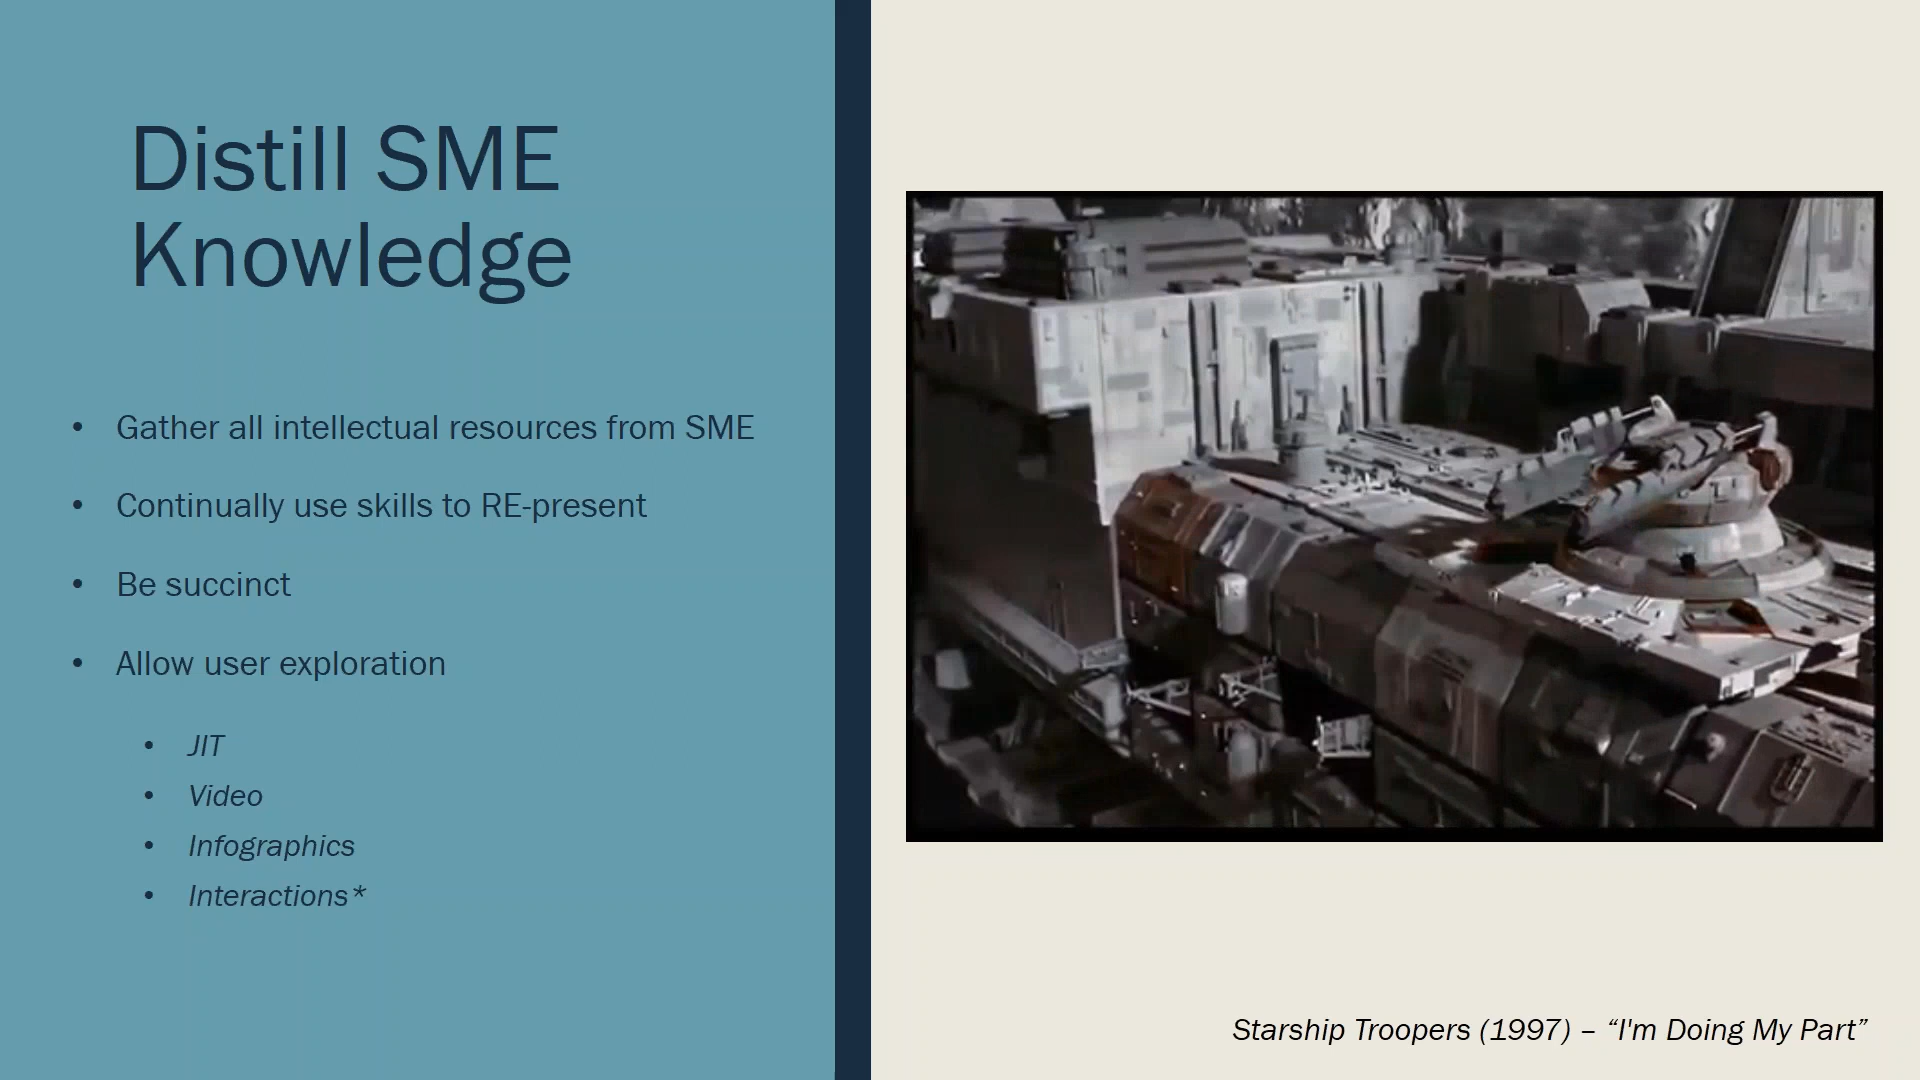 Distill SME
Knowledge
• Gather all intellectual resources from SME
• Continually use skills to RE-present
• Be succinct
• Allow user exploration
• JIT
• Video
• Infographics
• Interactions*
Starship Troopers (1997) – “I'm Doing My Part”